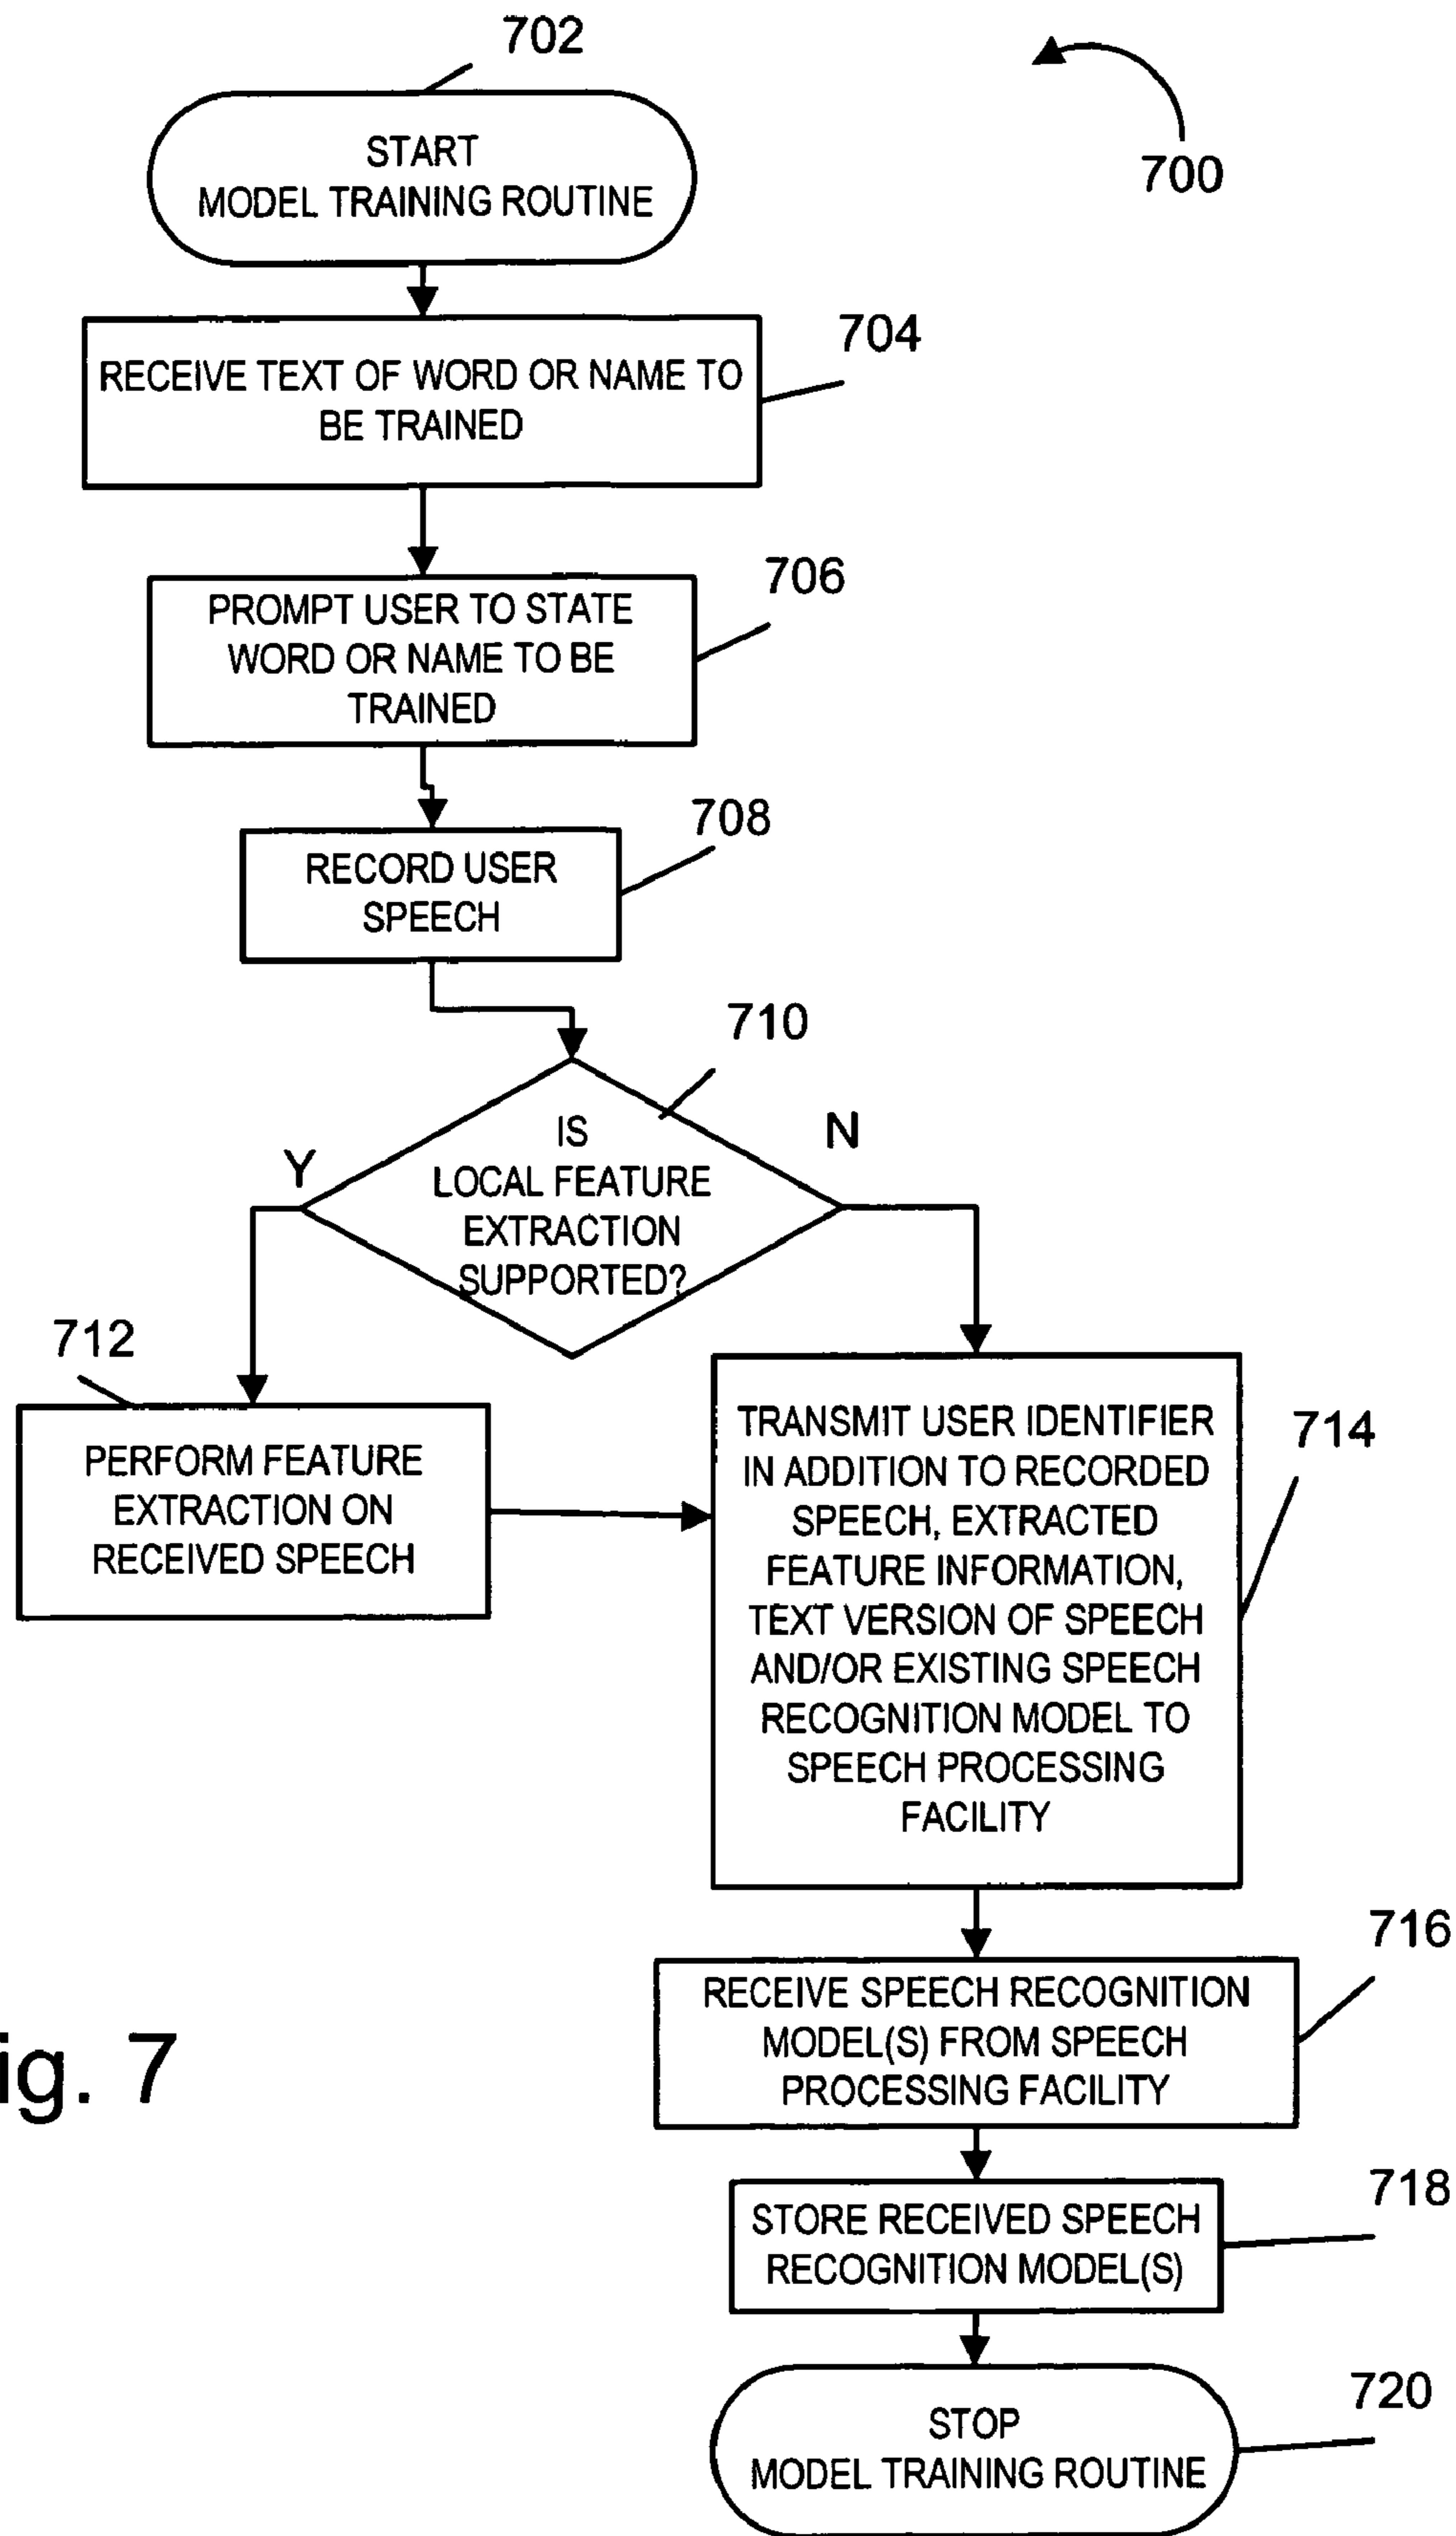 702
START
MODEL TRAINING ROUTINE
700
RECEIVE TEXT OF WORD OR NAME TO
BE TRAINED
704
PROMPT USER TO STATE
WORD OR NAME TO BE
TRAINED
706
RECORD USER
SPEECH
708
710
IS
LOCAL FEATURE
EXTRACTION
SUPPORTED?
Y
N
712
PERFORM FEATURE
EXTRACTION ON
RECEIVED SPEECH
TRANSMIT USER IDENTIFIER
IN ADDITION TO RECORDED
SPEECH, EXTRACTED
FEATURE INFORMATION,
TEXT VERSION OF SPEECH
AND/OR EXISTING SPEECH
RECOGNITION MODEL TO
SPEECH PROCESSING
FACILITY
714
RECEIVE SPEECH RECOGNITION
MODEL(S) FROM SPEECH
PROCESSING FACILITY
716
ig. 7
STORE RECEIVED SPEECH
RECOGNITION MODEL(S)
718
STOP
MODEL TRAINING ROUTINE
720